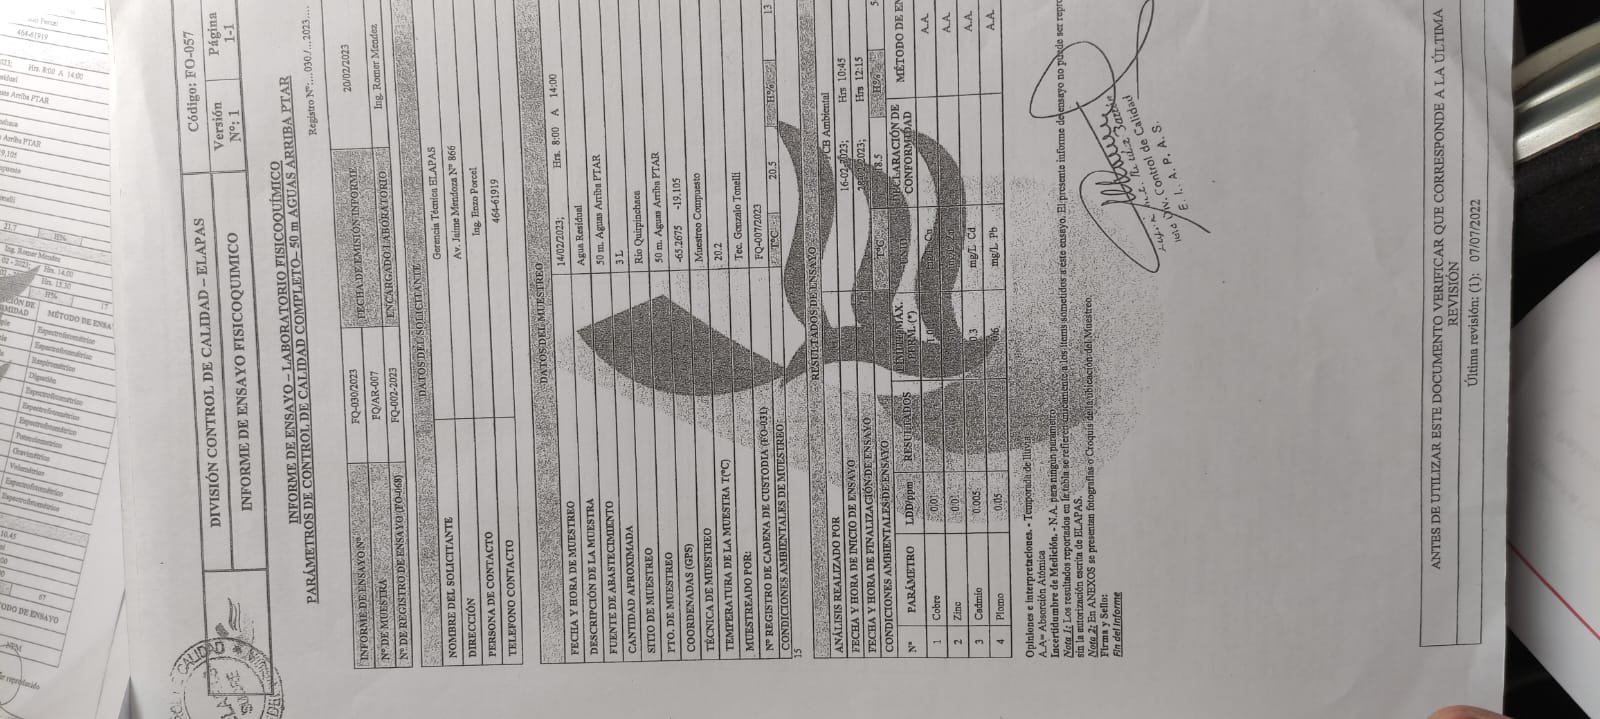 DIVISIÓN CONTROL DE CALIDAD – ELAPAS
INFORME DE ENSAYO FISICOQUIMICO
Código: FO-057
Versión Nº: 1
Página 1-1
INFORME DE ENSAYO – LABORATORIO FISICOQUÍMICO
PARÁMETROS DE CONTROL DE CALIDAD COMPLETO– 50 m AGUAS ARRIBA PTAR
Registro Nº:...030./...2023....
INFORME DE ENSAYO Nº FQ-030/2023 FECHA DE EMISIÓN INFORME 20/02/2023
Nº DE MUESTRA FQ/AR-007 ENCARGADO LABORATORIO Ing. Romer Mendez
Nº DE REGISTRO DE ENSAYO (FO-068) FQ-002-2023
DATOS DEL SOLICITANTE
NOMBRE DEL SOLICITANTE Gerencia Técnica ELAPAS
DIRECCIÓN Av. Jaime Mendoza Nº 866
PERSONA DE CONTACTO Ing. Enzo Porcel
TELEFONO CONTACTO 464-61919
DATOS DEL MUESTREO
FECHA Y HORA DE MUESTREO 14/02/2023; Hrs. 8:00 A 14:00
DESCRIPCIÓN DE LA MUESTRA Agua Residual
FUENTE DE ABASTECIMIENTO 50 m. Aguas Arriba PTAR
CANTIDAD APROXIMADA 3 L
SITIO DE MUESTREO Rio Quirpinchaca
PTO. DE MUESTREO 50 m. Aguas Arriba PTAR
COORDENADAS (GPS) -65.2675 -19.105
TÉCNICA DE MUESTREO Muestreo Compuesto
TEMPERATURA DE LA MUESTRA T(ºC) 20.2
MUESTREADO POR: Tec. Gonzalo Tonelli
Nº REGISTRO DE CADENA DE CUSTODIA (FO-031) FQ-007/2023
CONDICIONES AMBIENTALES DE MUESTREO TºC 20.5 H% 13
15
RESULTADOS DE ENSAYO
ANÁLISIS REALIZADO POR PCB Ambiental
FECHA Y HORA DE INICIO DE ENSAYO 16-02-2023; Hrs 10:45
FECHA Y HORA DE FINALIZACIÓN DE ENSAYO Hrs 12:15
CONDICIONES AMBIENTALES DE ENSAYO TºC 18.5 H% 5
Nº PARÁMETRO LDD/ppm RESULTADOS LIMITE MAX. PERM.(*) UNID DECLARACIÓN DE CONFORMIDAD MÉTODO DE EN
1 Cobre 0.01 1.0 mg/L Cu A.A.
2 Zinc 0.01 A.A.
3 Cadmio 0.005 0.3 mg/L Cd A.A.
4 Plomo 0.05 0.6 mg/L Pb A.A.
Opiniones e interpretaciones. - Temporada de lluvia
A.A= Absorción Atómica
Incertidumbre de Medición. - N.A. para ningún parámetro
Nota 1: Los resultados reportados en la tabla se refieren únicamente a los items sometidos a este ensayo. El presente informe de ensayo no puede ser repro
sin la autorización escrita de ELAPAS.
Nota 2: En ANEXOS se presentan fotografías o Croquis de la ubicación del Muestreo.
Firma y Sello:
Fin del Informe
Div. Control de Calidad
E. L. A. P. A. S.
ANTES DE UTILIZAR ESTE DOCUMENTO VERIFICAR QUE CORRESPONDE A LA ÚLTIMA
REVISIÓN
Última revisión: (1): 07/07/2022